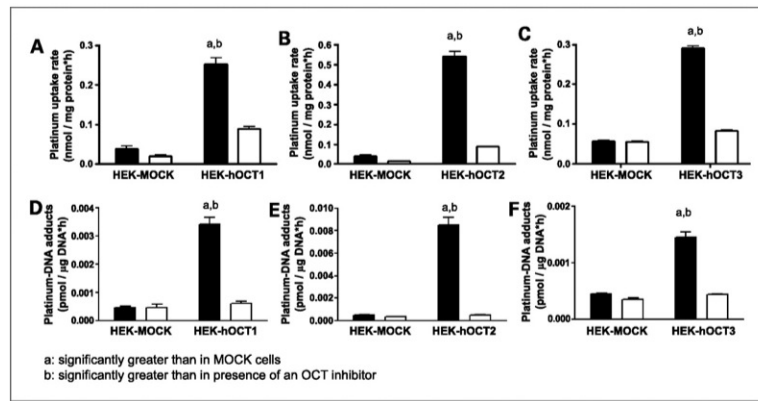 A
Platinum uptake rate
(nmol / mg protein*h)
0.3
0.2
0.1
0.0
HEK-MOCK HEK-hOCT1
a,b
B
Platinum uptake rate
(nmol / mg protein*h)
0.6
0.5
0.4
0.3
0.2
0.1
0.0
HEK-MOCK HEK-hOCT2
a,b
C
Platinum uptake rate
(nmol / mg protein*h)
0.3
0.2
0.1
0.0
HEK-MOCK HEK-hOCT3
a,b
D
Platinum-DNA adducts
(pmol / µg DNA*h)
0.004
0.003
0.002
0.001
0.000
HEK-MOCK HEK-hOCT1
a,b
E
Platinum-DNA adducts
(pmol / µg DNA*h)
0.010
0.008
0.006
0.004
0.002
0.000
HEK-MOCK HEK-hOCT2
a,b
F
Platinum-DNA adducts
(pmol / µg DNA*h)
0.002
0.001
0.000
HEK-MOCK HEK-hOCT3
a,b
a: significantly greater than in MOCK cells
b: significantly greater than in presence of an OCT inhibitor